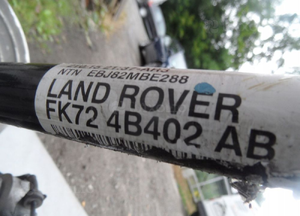 NTN EBJ82MBE288
LAND ROVER
FK72 4B402 AB